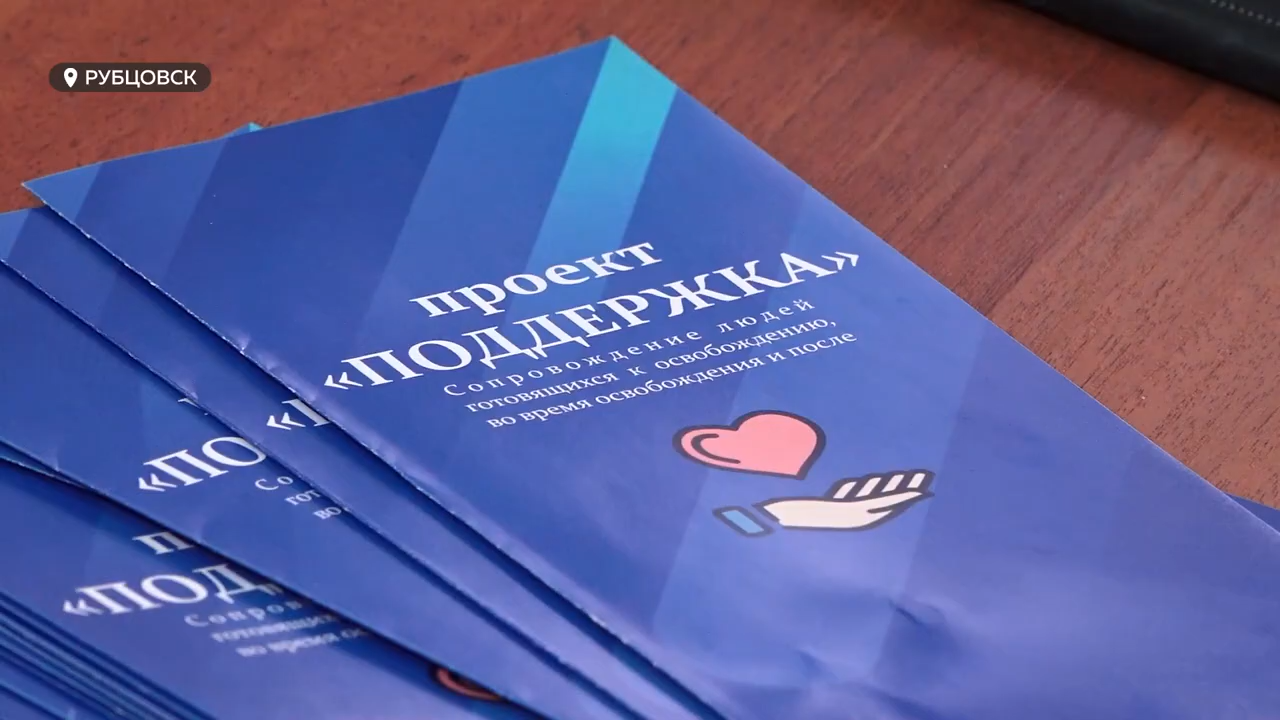 РУБЦОВСК
проект
«ПОДДЕРЖКА»
Сопровождение людей
готовящихся к освобождению,
во время освобождения и после